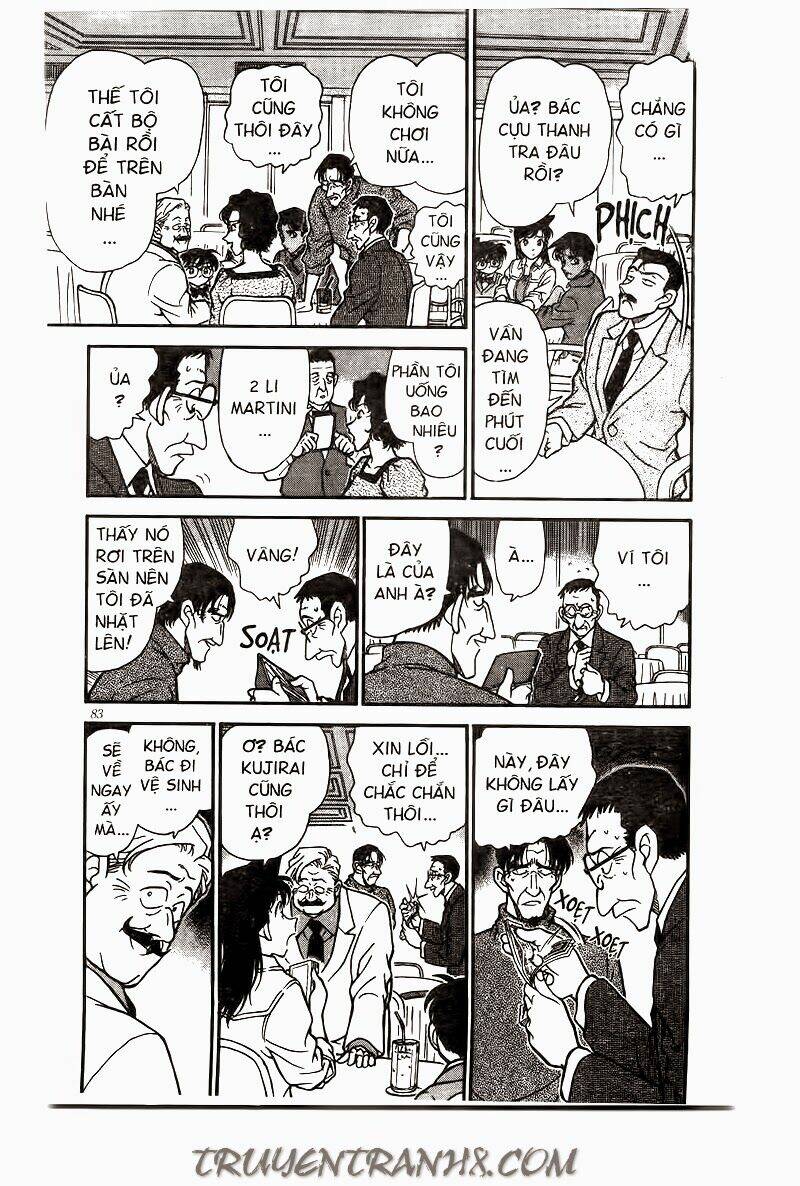 CHẲNG
CÓ GÌ
...
ỦA? BÁC
CỰU THANH
TRA ĐÂU
RỒI?
PHỊCH
VẪN
ĐANG
TÌM
ĐẾN
PHÚT
CUỐI
...
TÔI
KHÔNG
CHƠI
NỮA...
TÔI
CŨNG
VẬY
...
TÔI
CŨNG
THÔI ĐÂY
...
THẾ TÔI
CẤT BỘ
BÀI RỒI
ĐỂ TRÊN
BÀN
NHÉ
...
PHẦN TÔI
UỐNG
BAO
NHIÊU
?
2 LI
MARTINI
...
ỦA
?
VÍ TÔI
...
À...
ĐÂY
LÀ CỦA
ANH À?
VÂNG!
SOẠT
THẤY NÓ
RƠI TRÊN
SÀN NÊN
TÔI ĐÃ
NHẶT
LÊN!
83
NÀY, ĐÂY
KHÔNG LẤY
GÌ ĐÂU...
XOẸT
XOẸT
XIN LỖI...
CHỈ ĐỂ
CHẮC CHẮN
THÔI...
Ơ? BÁC
KUJIRAI
CŨNG
THÔI
Ạ?
KHÔNG,
BÁC ĐI
VỆ SINH
...
SẼ
VỀ
NGAY
ẤY
MÀ...
TRUYENTRANH8.COM